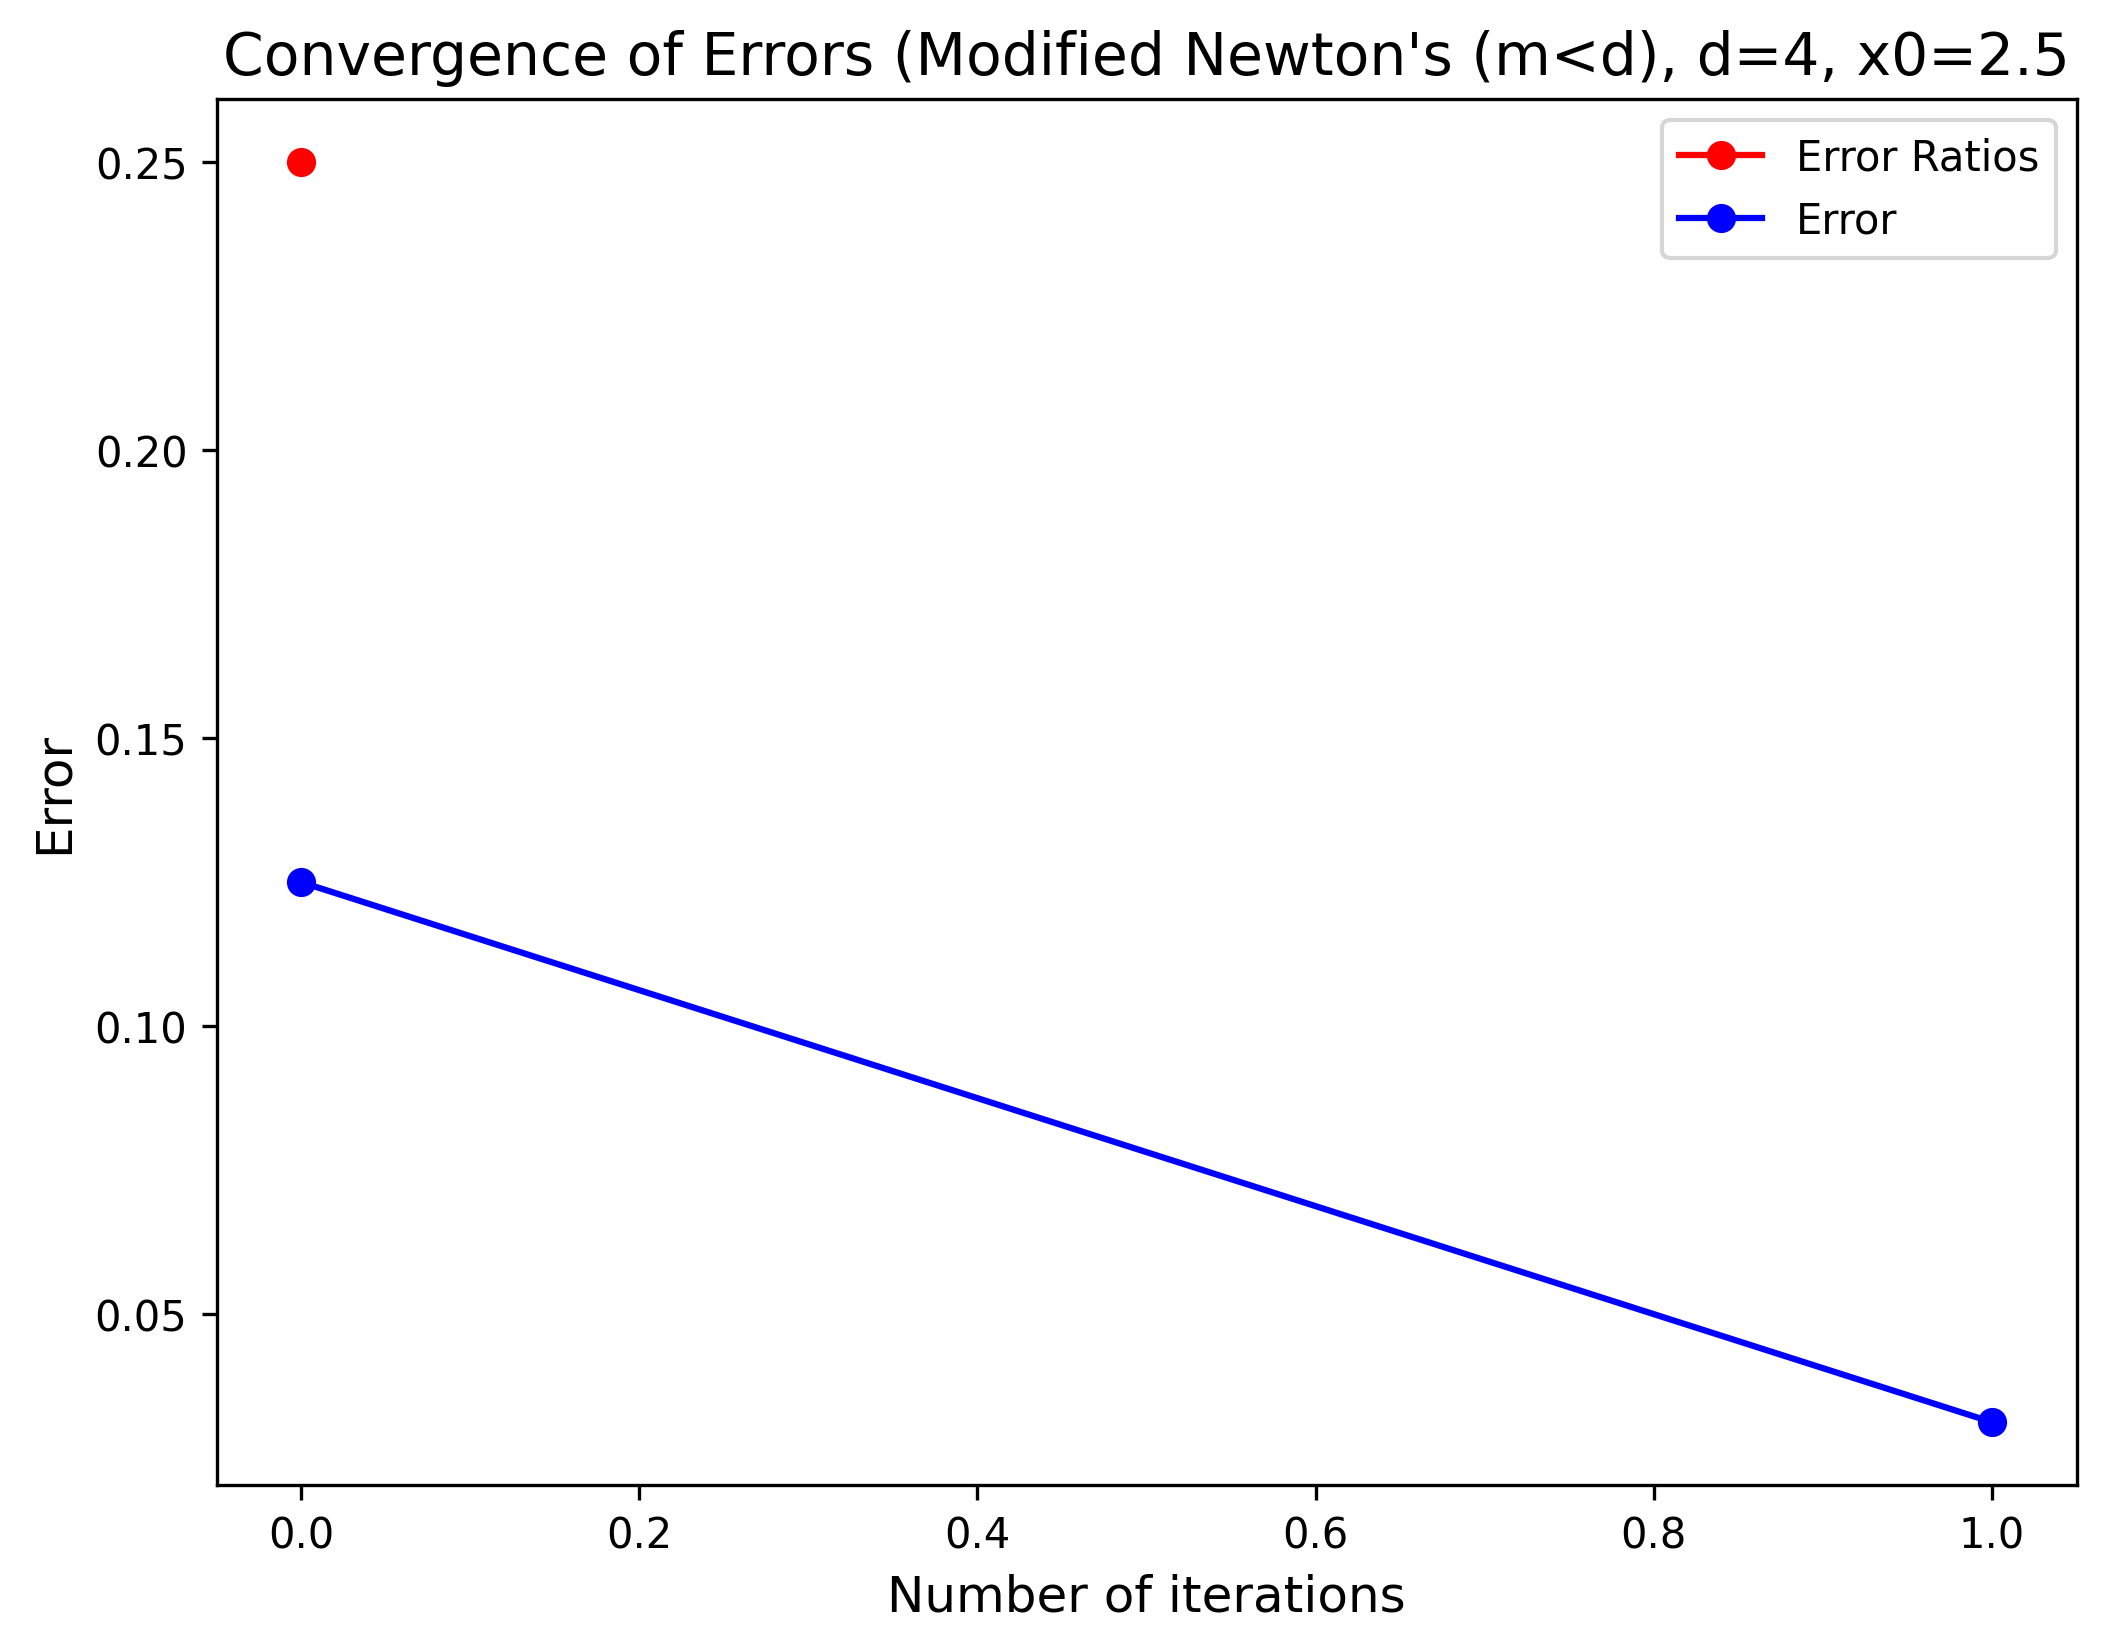 Convergence of Errors (Modified Newton's (m<d), d=4, x0=2.5
Error Ratios
Error
0.25
0.20
0.15
0.10
0.05
Error
0.0 0.2 0.4 0.6 0.8 1.0
Number of iterations